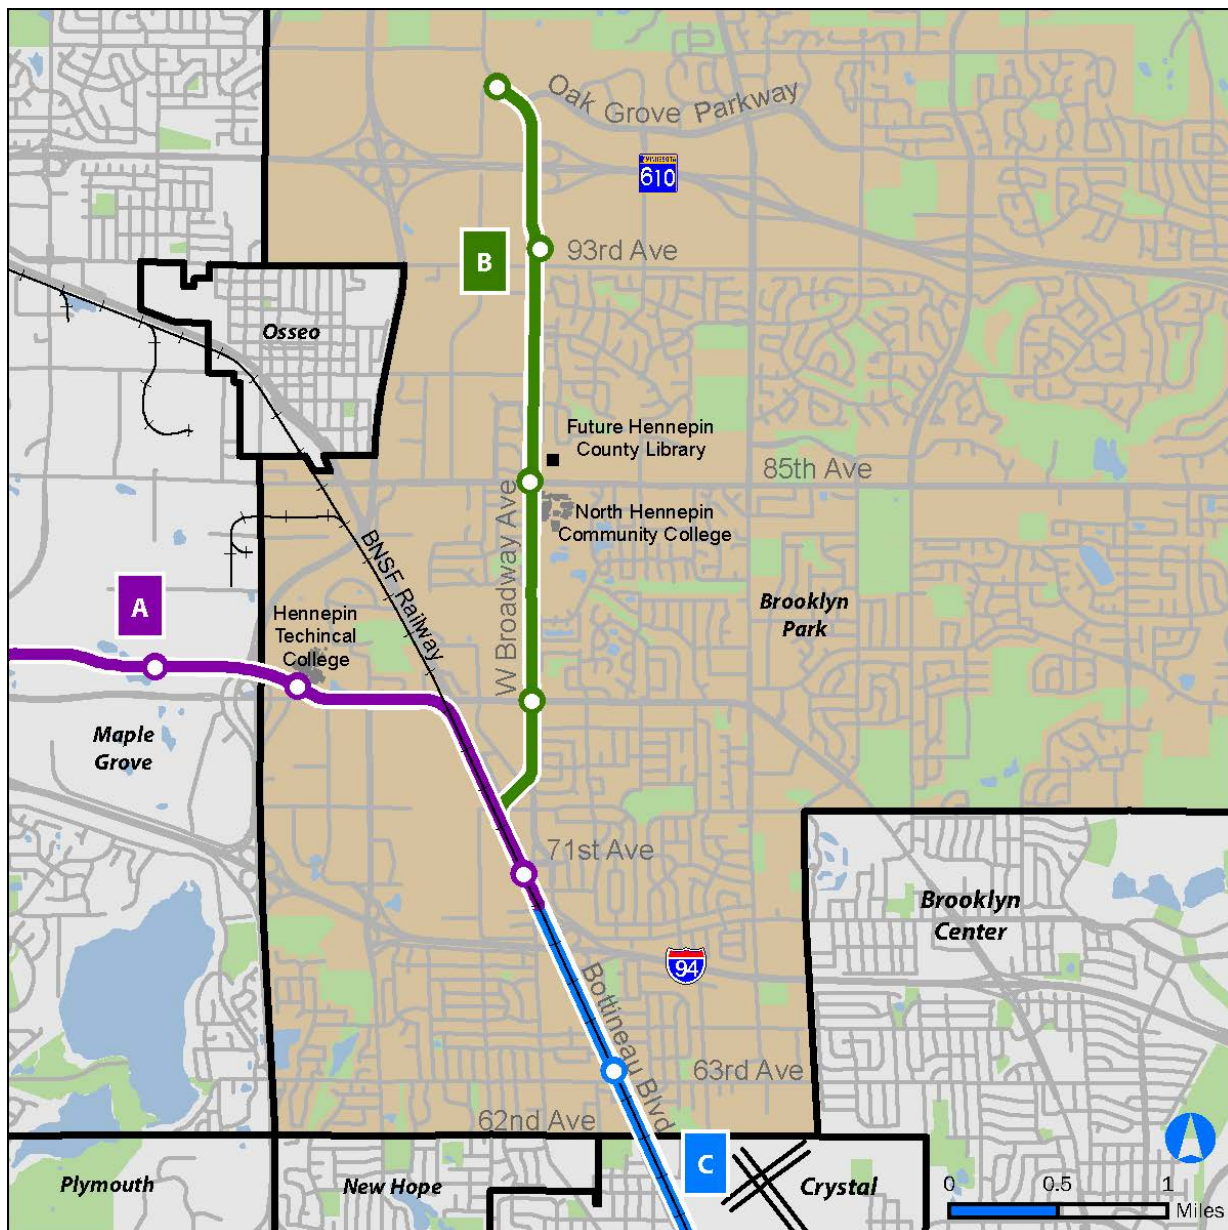 Oak Grove Parkway
MINNESOTA
610
93rd Ave
B
Osseo
Future Hennepin
County Library
85th Ave
W Broadway Ave
North Hennepin
Community College
BNSF Railway
A
Hennepin
Techincal
College
Brooklyn
Park
Maple
Grove
71st Ave
Brooklyn
Center
94
Bottineau Blvd
63rd Ave
62nd Ave
C
Plymouth
New Hope
Crystal
0 0.5 1
Miles